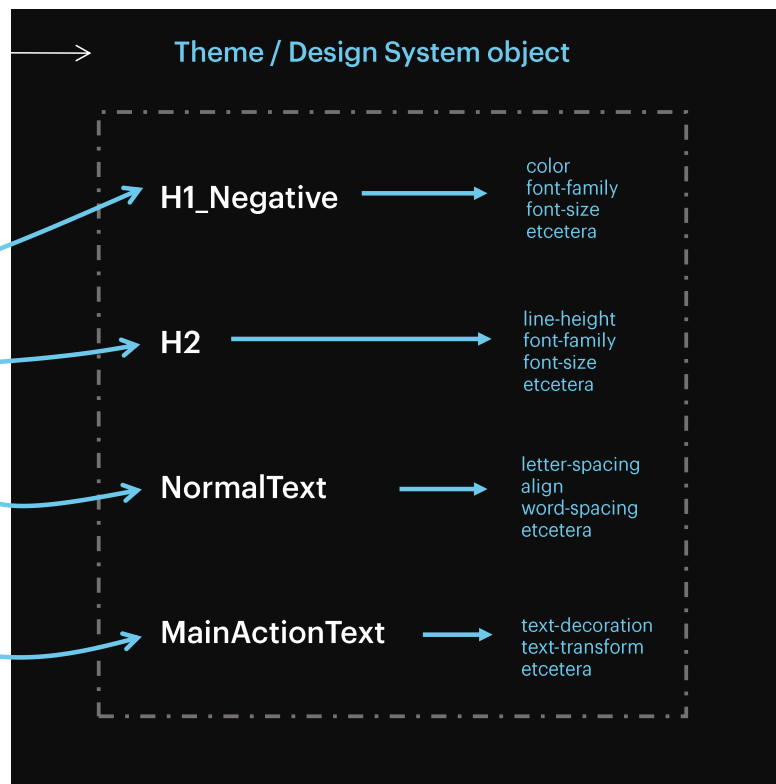 Theme / Design System object
H1_Negative
color
font-family
font-size
etcetera
H2
line-height
font-family
font-size
etcetera
NormalText
letter-spacing
align
word-spacing
etcetera
MainActionText
text-decoration
text-transform
etcetera